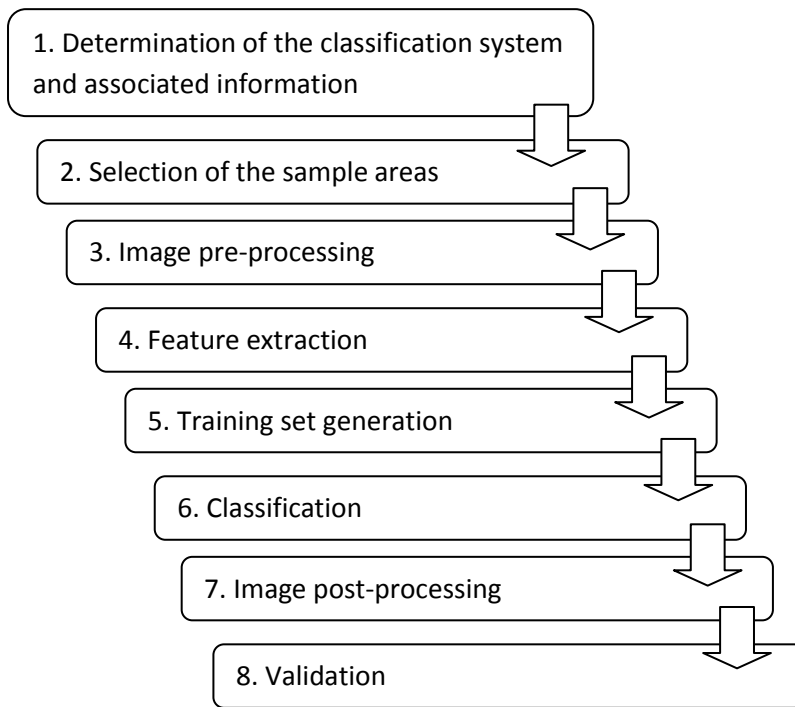 1. Determination of the classification system
and associated information
2. Selection of the sample areas
3. Image pre-processing
4. Feature extraction
5. Training set generation
6. Classification
7. Image post-processing
8. Validation